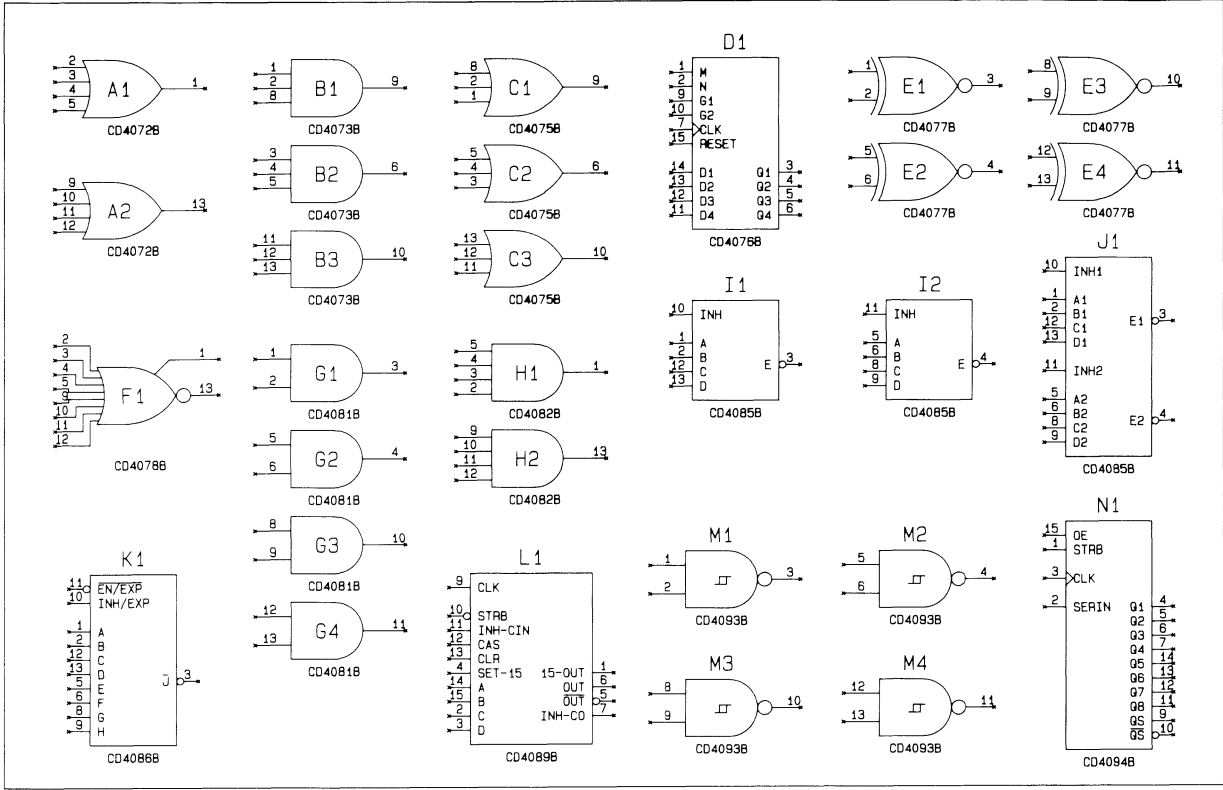 2
3
4
5
A1
1
CD4072B
1
2
8
B1
9
CD4073B
8
2
1
C1
9
CD4075B
D1
1 M
2 N
9 G1
10 G2
7 CLK
15 RESET
14 D1 Q1 3
13 D2 Q2 4
12 D3 Q3 5
11 D4 Q4 6
CD4076B
1
2
E1
3
CD4077B
8
9
E3
10
CD4077B
9
10
11
12
A2
13
CD4072B
3
4
5
B2
6
CD4073B
5
4
3
C2
6
CD4075B
5
6
E2
4
CD4077B
12
13
E4
11
CD4077B
11
12
13
B3
10
CD4073B
13
12
11
C3
10
CD4075B
I1
10 INH
1 A
2 B
12 C E 3
13 D
CD4085B
I2
11 INH
5 A
6 B
8 C E 4
9 D
CD4085B
J1
10 INH1
1 A1
2 B1 E1 3
12 C1
13 D1
11 INH2
5 A2
6 B2 E2 4
8 C2
9 D2
CD4085B
2
3
4
5
9
10
11
12
F1
1
13
CD4078B
1
2
G1
3
CD4081B
5
4
3
2
H1
1
CD4082B
5
6
G2
4
CD4081B
9
10
11
12
H2
13
CD4082B
8
9
G3
10
CD4081B
12
13
G4
11
CD4081B
K1
11 EN/EXP
10 INH/EXP
1 A
2 B
12 C
13 D J 3
5 E
6 F
8 G
9 H
CD4086B
L1
9 CLK
10 STRB
11 INH-CIN
12 CAS
13 CLR
4 SET-15 15-OUT 1
14 A OUT 6
15 B OUT 5
2 C INH-CO 7
3 D
CD4089B
M1
1
2
3
CD4093B
M2
5
6
4
CD4093B
M3
8
9
10
CD4093B
M4
12
13
11
CD4093B
N1
15 OE
1 STRB
3 CLK
2 SERIN Q1 4
Q2 5
Q3 6
Q4 7
Q5 14
Q6 13
Q7 12
Q8 11
QS 9
QS 10
CD4094B